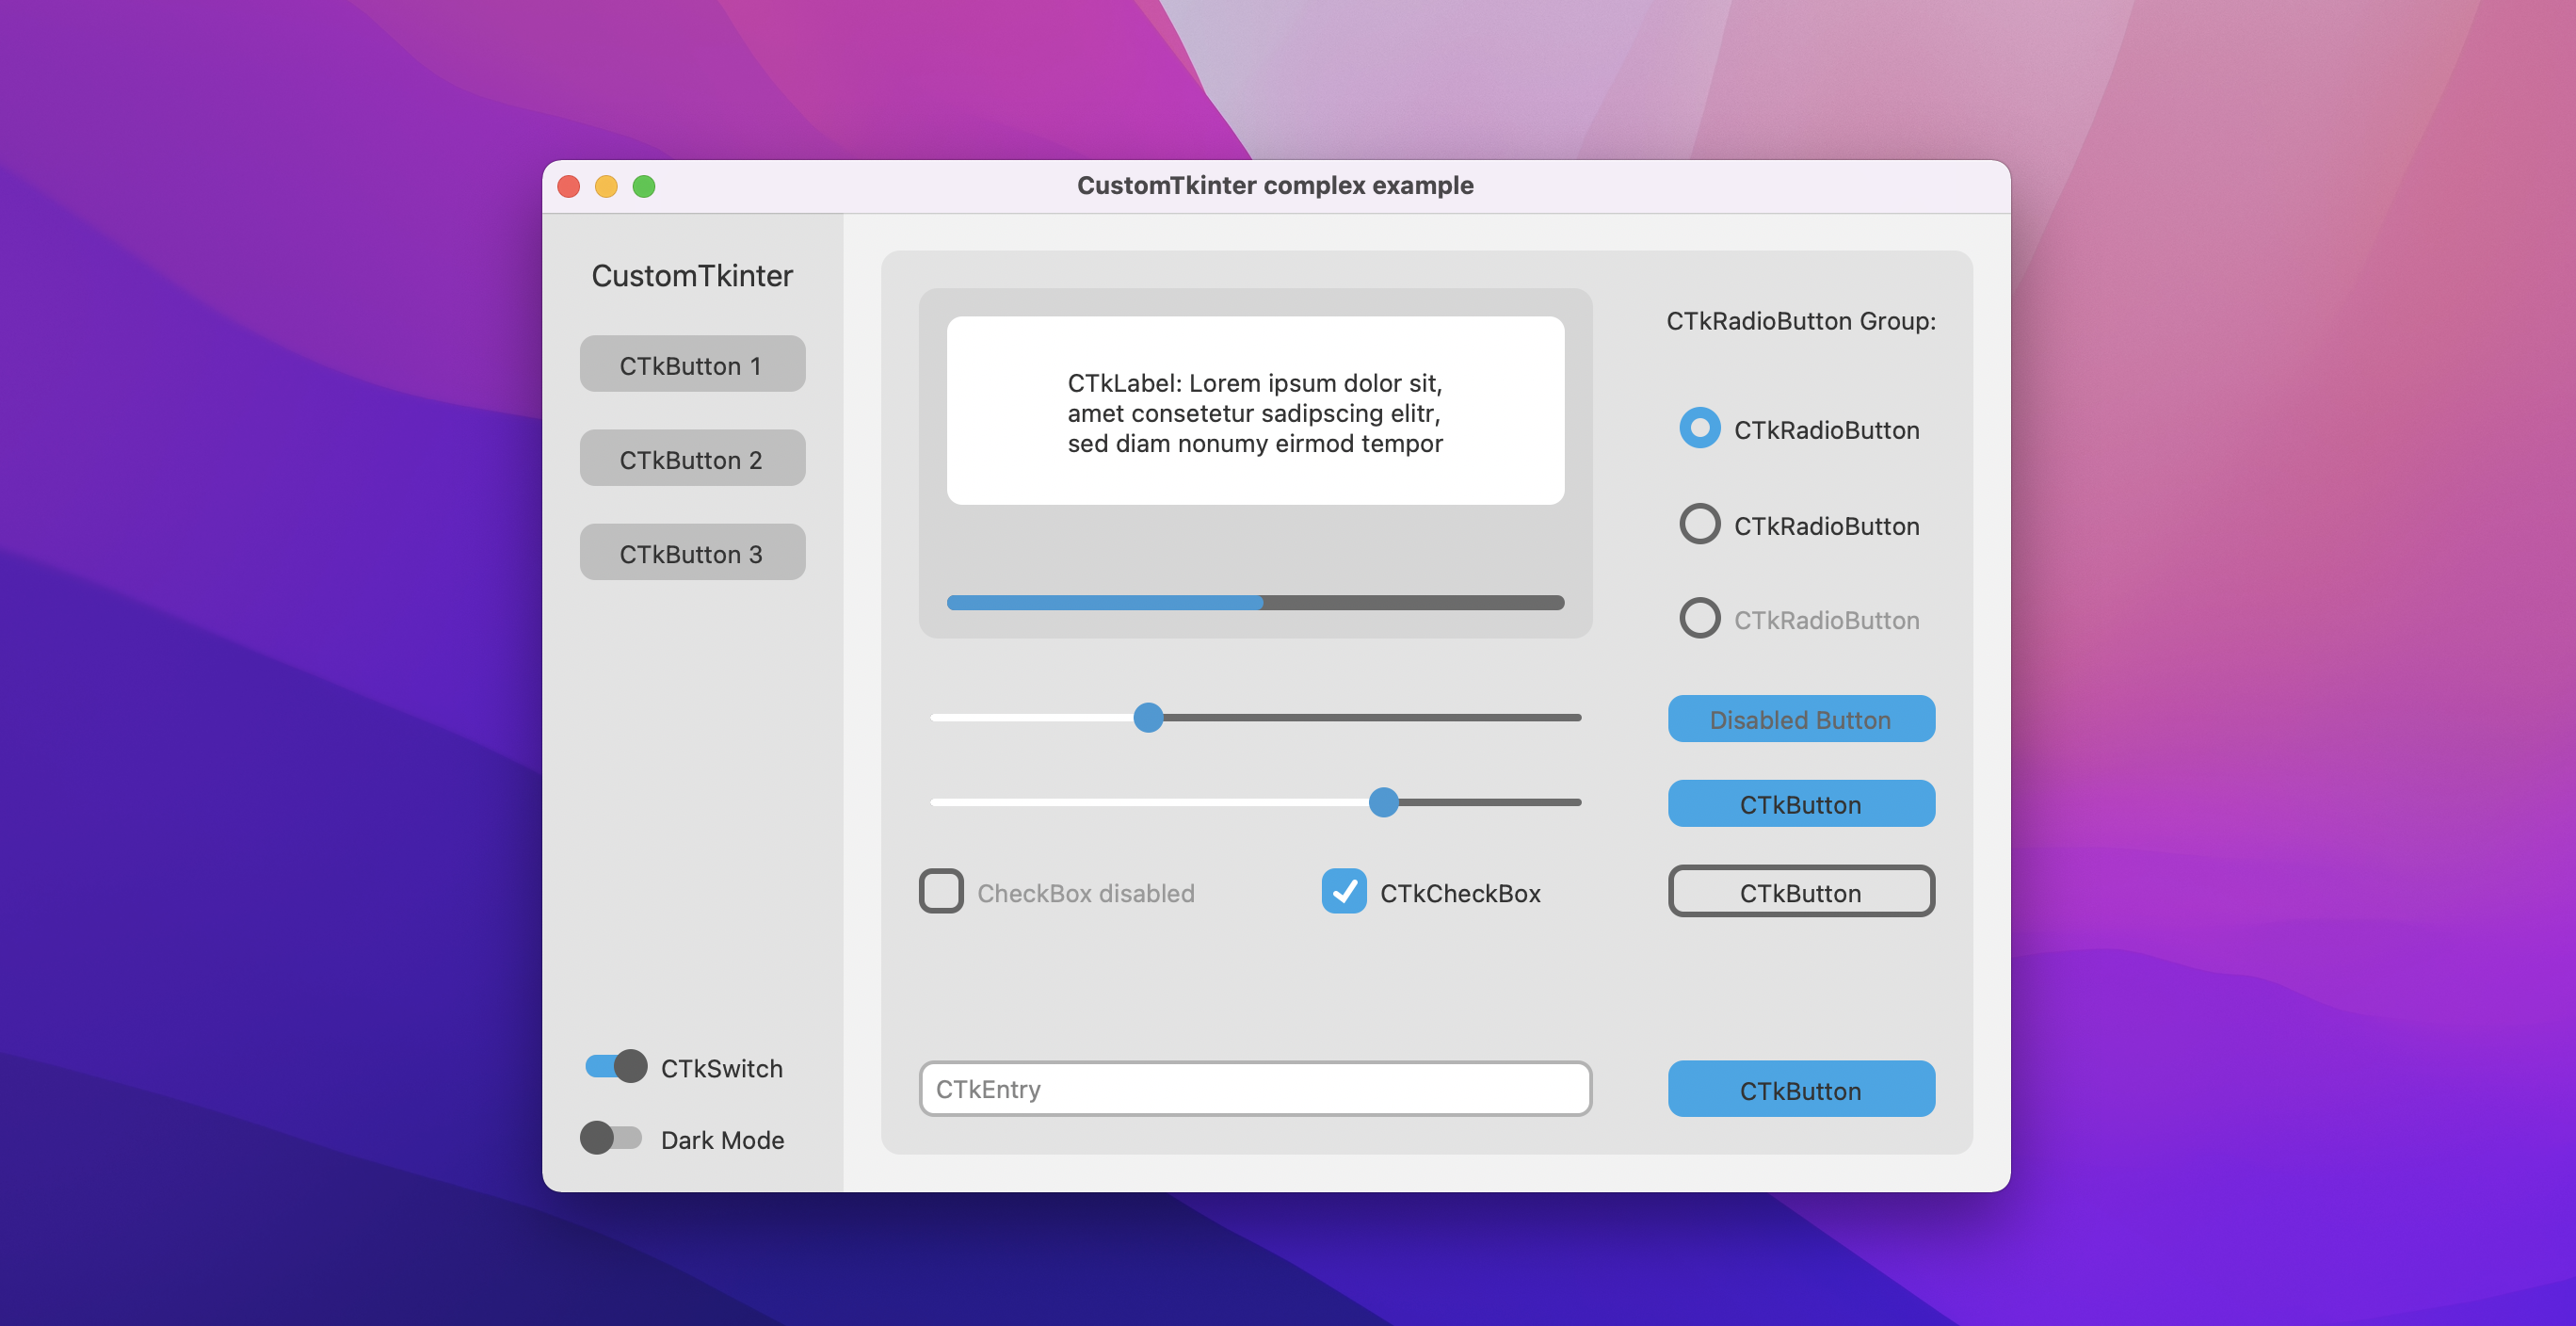 CustomTkinter complex example
CustomTkinter
CTkButton 1
CTkButton 2
CTkButton 3
CTkSwitch
Dark Mode
CTkLabel: Lorem ipsum dolor sit,
amet consetetur sadipscing elitr,
sed diam nonumy eirmod tempor
CheckBox disabled
CTkCheckBox
CTkEntry
CTkRadioButton Group:
CTkRadioButton
CTkRadioButton
CTkRadioButton
Disabled Button
CTkButton
CTkButton
CTkButton